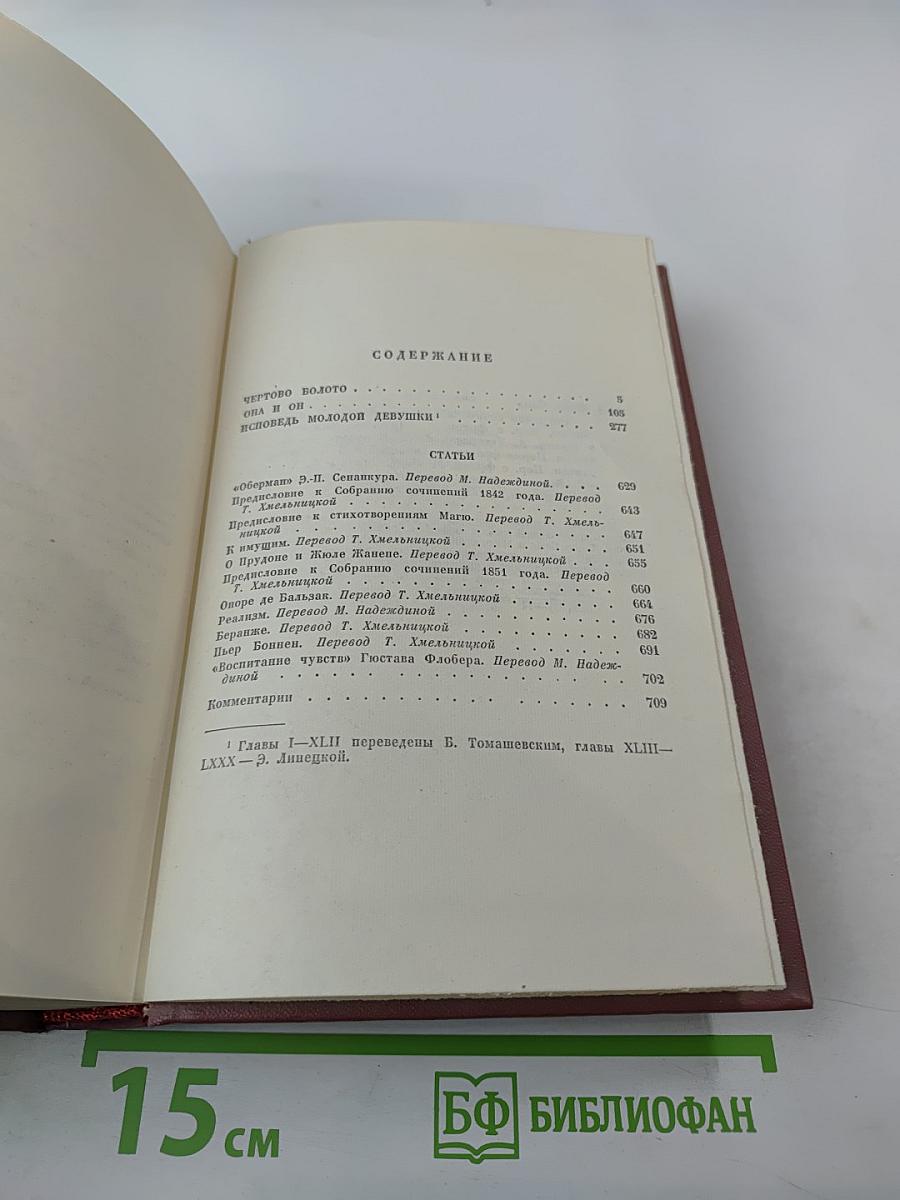 СОДЕРЖАНИЕ
ЧЕРТОВО БОЛОТО . . . . . . . . . . . . . . . . . . 5
ОНА И ОН . . . . . . . . . . . . . . . . . . . . . 105
ИСПОВЕДЬ МОЛОДОЙ ДЕВУШКИ¹ . . . . . . . . . . 277
СТАТЬИ
«Оберман» Э.-П. Сенанкура. Перевод М. Надеждиной. . . . 629
Предисловие к Собранию сочинений 1842 года. Перевод
Т. Хмельницкой . . . . . . . . . . . . . . . . . . 643
Предисловие к стихотворениям Магю. Перевод Т. Хмель-
ницкой . . . . . . . . . . . . . . . . . . . . . 647
К имущим. Перевод Т. Хмельницкой . . . . . . . . . . 651
О Прудоне и Жюле Жанене. Перевод Т. Хмельницкой . . . 655
Предисловие к Собранию сочинений 1851 года. Перевод
Т. Хмельницкой . . . . . . . . . . . . . . . . . . 660
Оноре де Бальзак. Перевод Т. Хмельницкой . . . . . . . 664
Реализм. Перевод М. Надеждиной . . . . . . . . . . . 676
Беранже. Перевод Т. Хмельницкой . . . . . . . . . . 682
Пьер Боннен. Перевод Т. Хмельницкой . . . . . . . 691
«Воспитание чувств» Гюстава Флобера. Перевод М. Надеж-
диной . . . . . . . . . . . . . . . . . . . . . 702
Комментарии . . . . . . . . . . . . . . . . . . 709
¹ Главы I—XLII переведены Б. Томашевским, главы XLIII—
LXXX — Э. Линецкой.
15 см
БФ БИБЛИОФАН